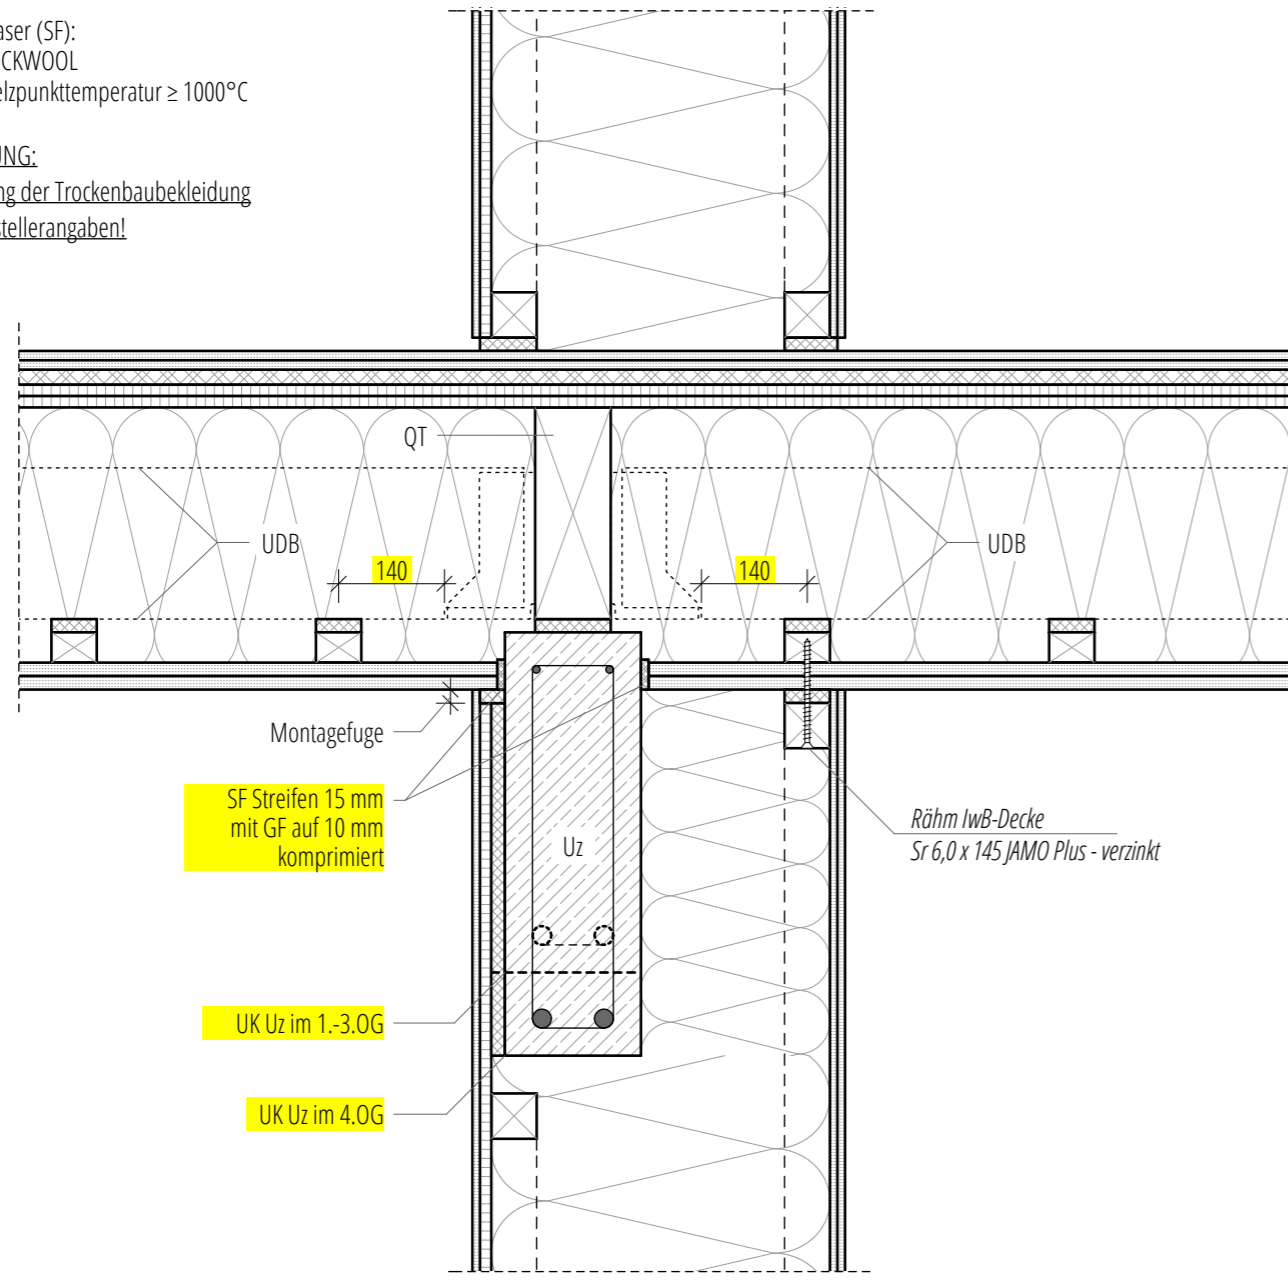 aser (SF):
CKWOOL
elzpunkttemperatur ≥ 1000°C
UNG:
ng der Trockenbaubekleidung
stellerangaben!
QT
UDB
UDB
140
140
Montagefuge
SF Streifen 15 mm
mit GF auf 10 mm
komprimiert
Uz
Rähm IwB-Decke
Sr 6,0 x 145 JAMO Plus - verzinkt
UK Uz im 1.-3.OG
UK Uz im 4.OG